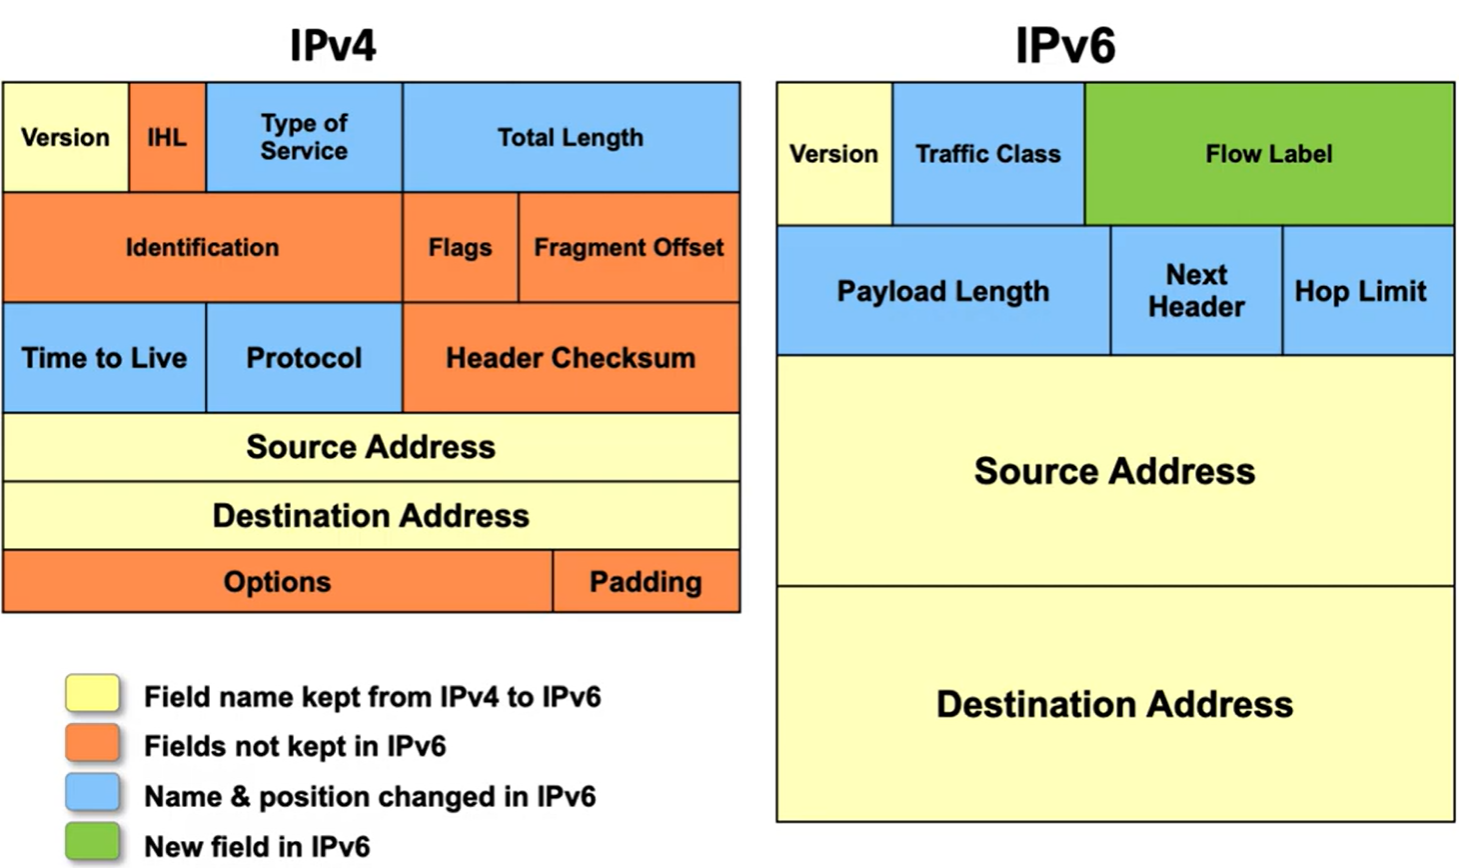 IPv4
Version
IHL
Type of
Service
Total Length
Identification
Flags
Fragment Offset
Time to Live
Protocol
Header Checksum
Source Address
Destination Address
Options
Padding
Field name kept from IPv4 to IPv6
Fields not kept in IPv6
Name & position changed in IPv6
New field in IPv6
IPv6
Version
Traffic Class
Flow Label
Payload Length
Next
Header
Hop Limit
Source Address
Destination Address